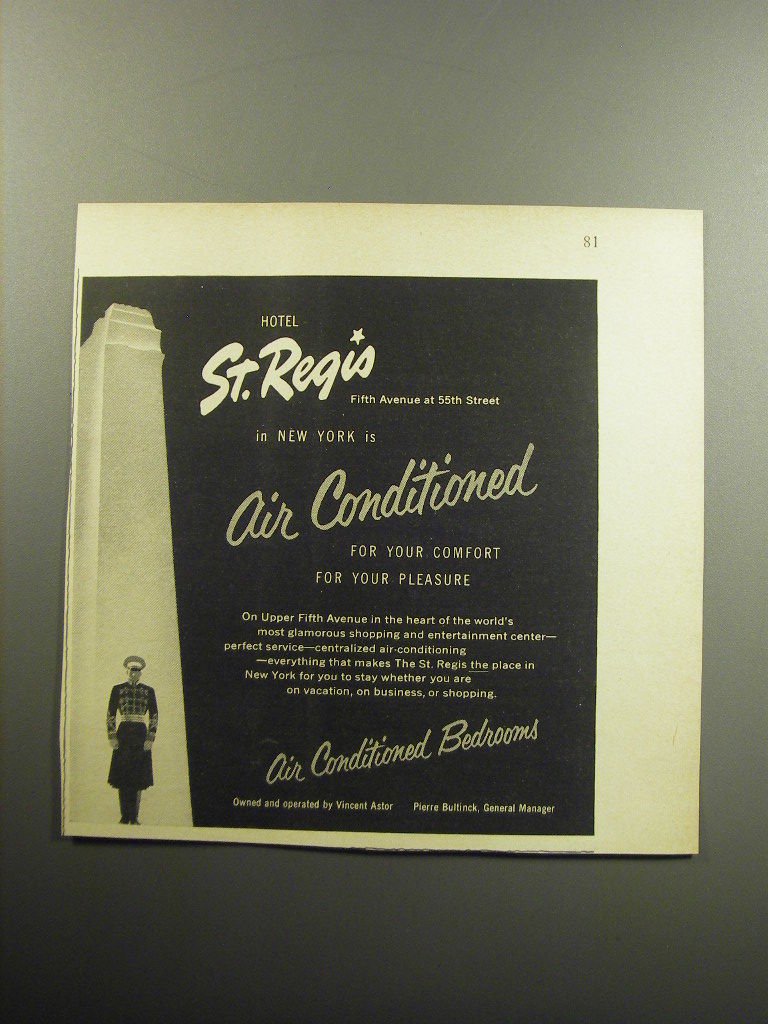 81
HOTEL
St. Regis
Fifth Avenue at 55th Street
in NEW YORK is
Air Conditioned
FOR YOUR COMFORT
FOR YOUR PLEASURE
On Upper Fifth Avenue in the heart of the world's
most glamorous shopping and entertainment center—
perfect service—centralized air-conditioning
—everything that makes The St. Regis the place in
New York for you to stay whether you are
on vacation, on business, or shopping.
Air Conditioned Bedrooms
Owned and operated by Vincent Astor Pierre Bultinck, General Manager